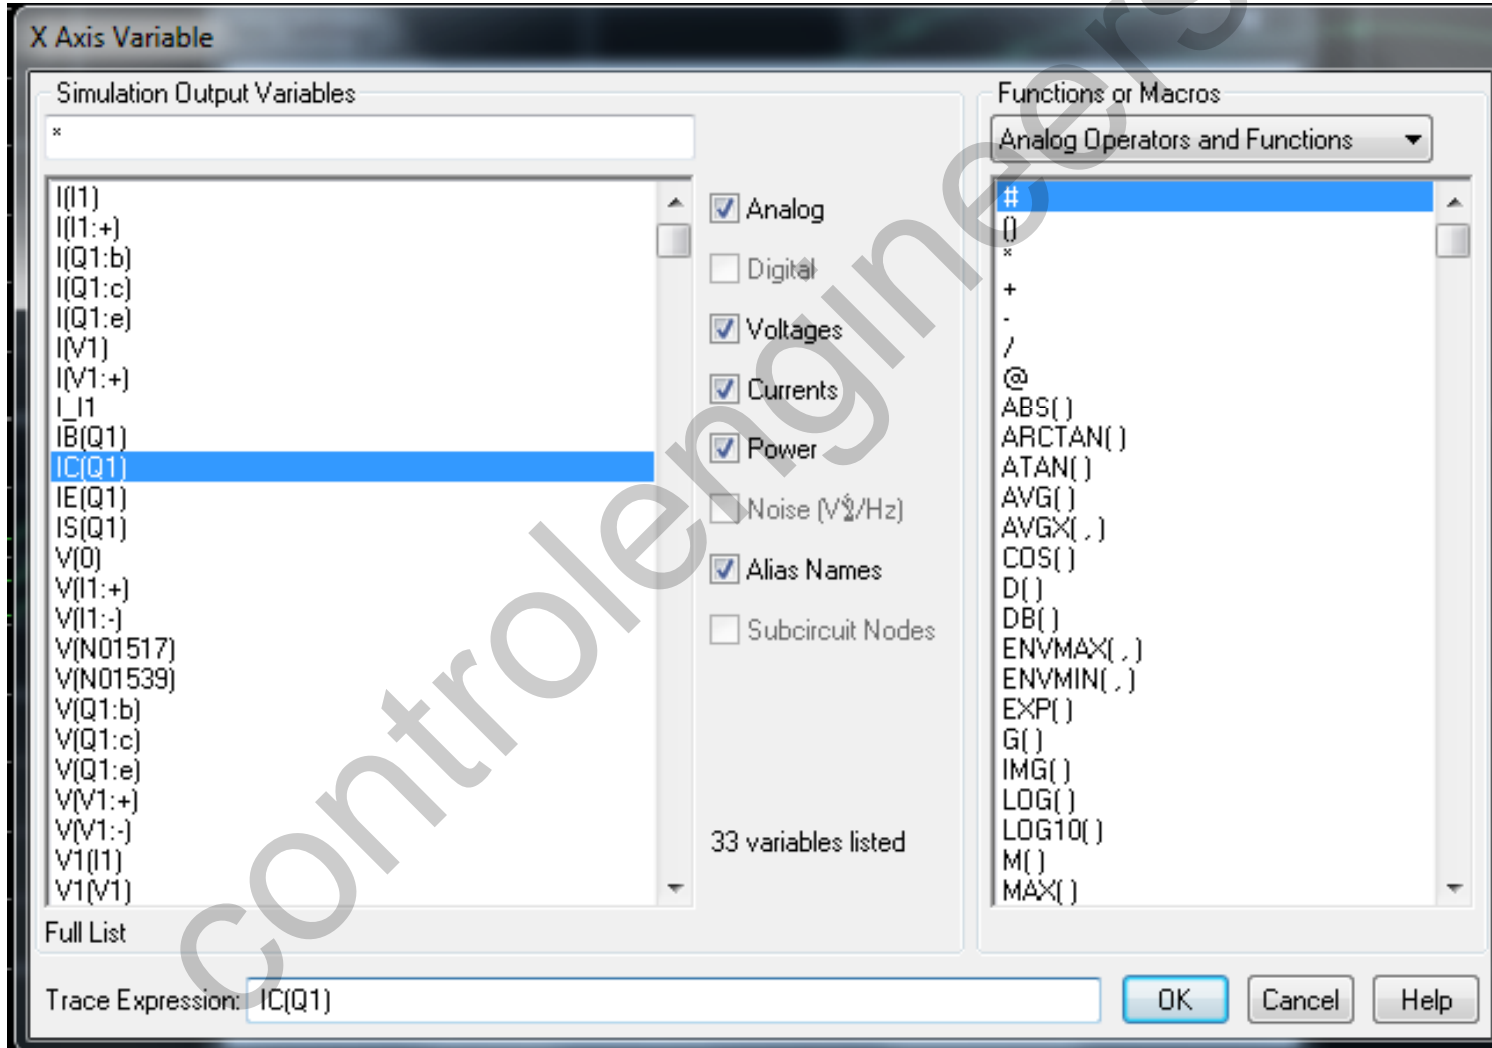 X Axis Variable
Simulation Output Variables
*
I(I1)
I(I1:+)
I(Q1:b)
I(Q1:c)
I(Q1:e)
I(V1)
I(V1:+)
I_I1
IB(Q1)
IC(Q1)
IE(Q1)
IS(Q1)
V(0)
V(I1:+)
V(I1:-)
V(N01517)
V(N01539)
V(Q1:b)
V(Q1:c)
V(Q1:e)
V(V1:+)
V(V1:-)
V1(I1)
V1(V1)
Full List
Analog
Digital
Voltages
Currents
Power
Noise (V²/Hz)
Alias Names
Subcircuit Nodes
33 variables listed
Functions or Macros
Analog Operators and Functions
#
()
*
+
-
/
@
ABS( )
ARCTAN( )
ATAN( )
AVG( )
AVGX( , )
COS( )
D( )
DB( )
ENVMAX( , )
ENVMIN( , )
EXP( )
G( )
IMG( )
LOG( )
LOG10( )
M( )
MAX( )
Trace Expression: IC(Q1)
OK
Cancel
Help
controlengineers